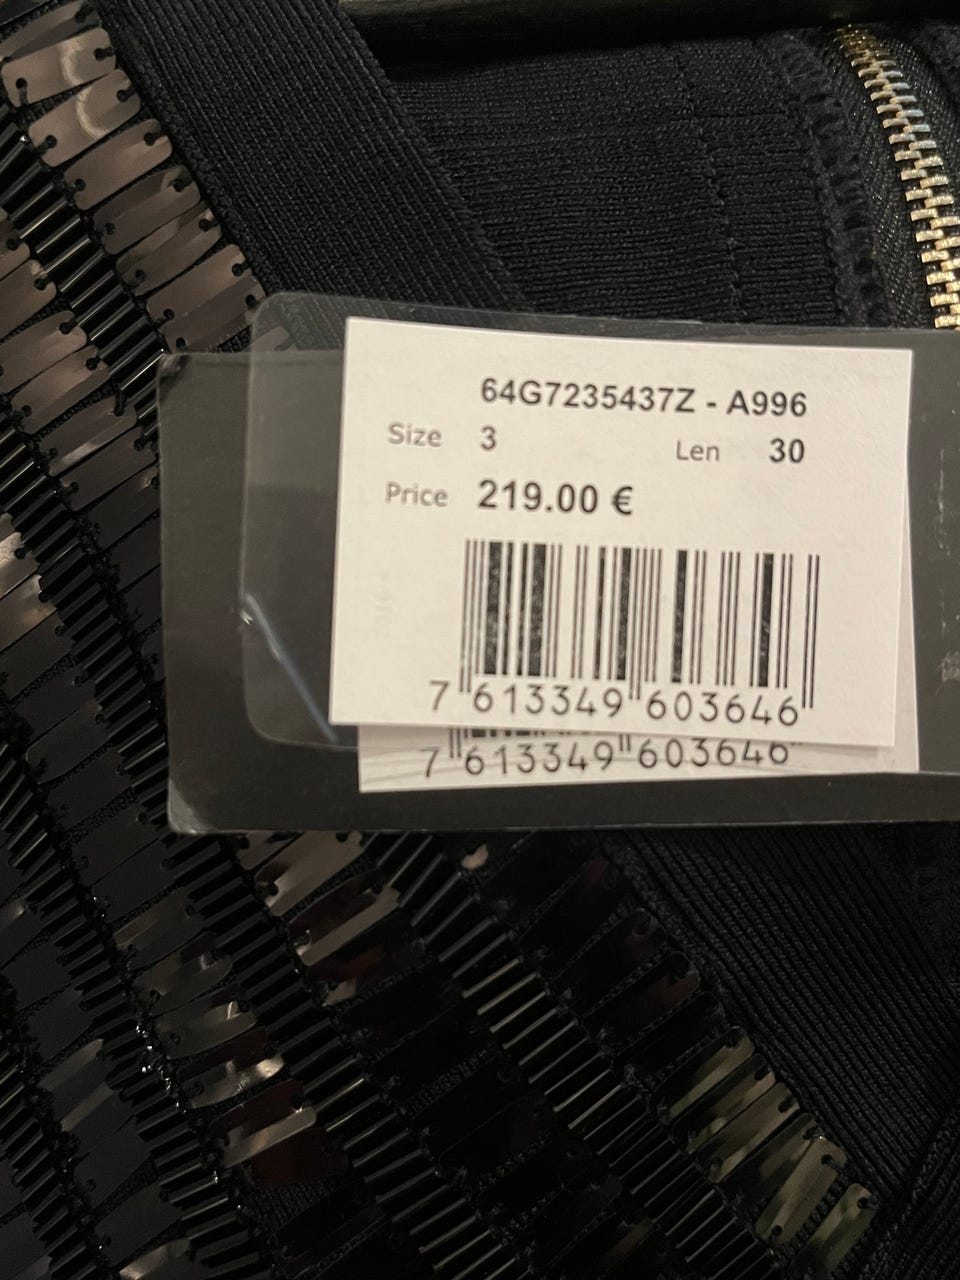 64G7235437Z - A996
Size 3 Len 30
Price 219.00 €
7 613349 603646
7 613349 603646